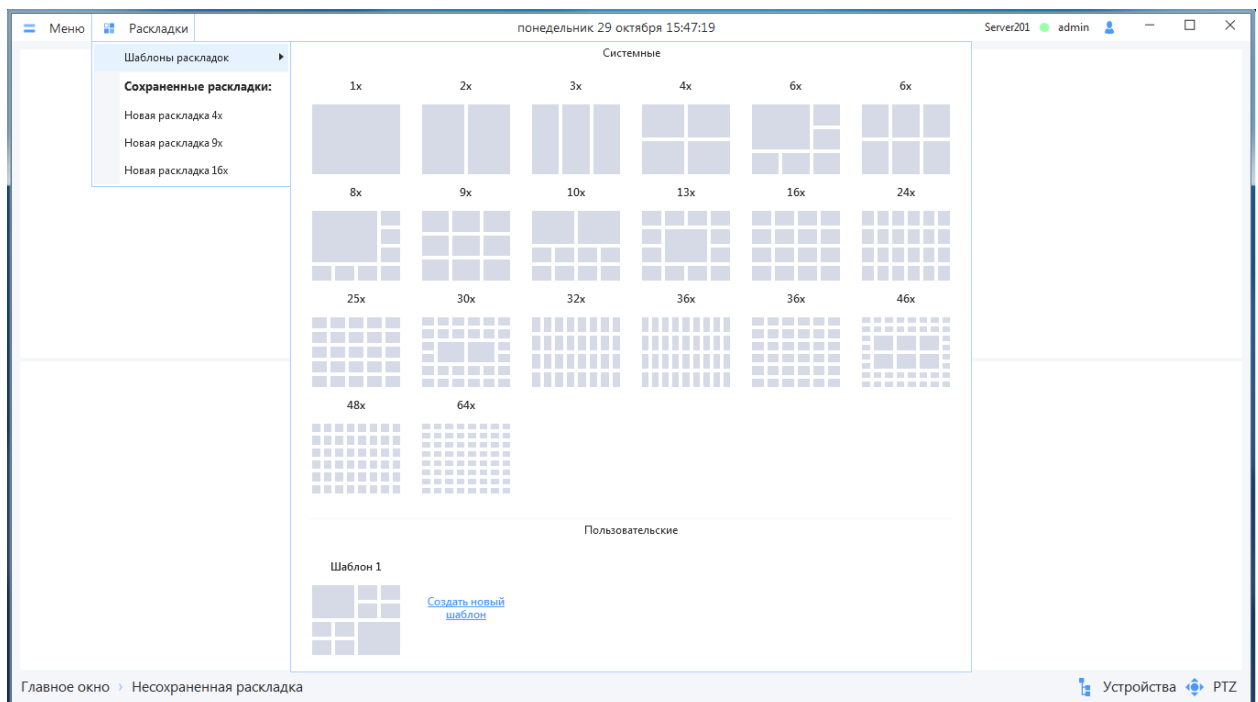 Меню
Раскладки
понедельник 29 октября 15:47:19
Server201
admin
Шаблоны раскладок
Сохраненные раскладки:
Новая раскладка 4x
Новая раскладка 9x
Новая раскладка 16x
Системные
1x 2x 3x 4x 6x 6x
8x 9x 10x 13x 16x 24x
25x 30x 32x 36x 36x 46x
48x 64x
Пользовательские
Шаблон 1
Создать новый
шаблон
Главное окно › Несохраненная раскладка
Устройства
PTZ